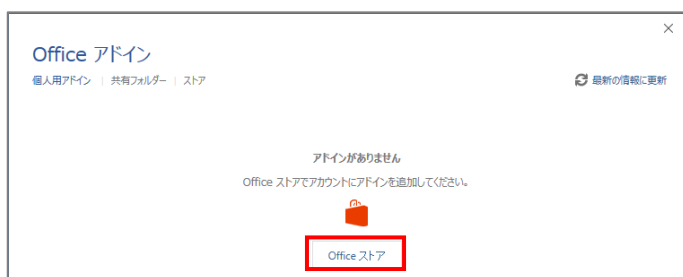 Office アドイン
個人用アドイン | 共有フォルダー | ストア
最新の情報に更新
アドインがありません
Office ストアでアカウントにアドインを追加してください。
Office ストア